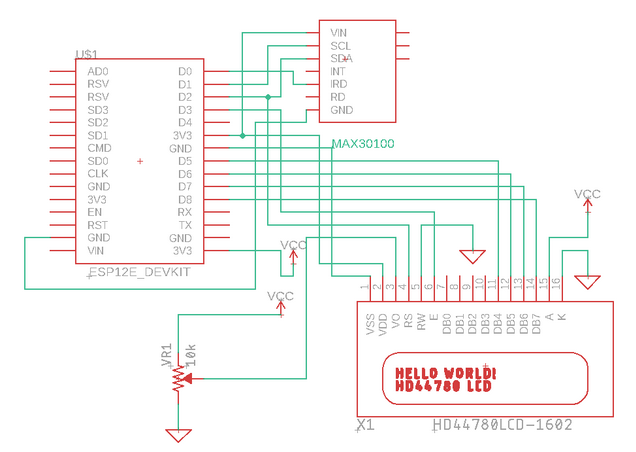 U$1
AD0
RSV
RSV
SD3
SD2
SD1
CMD
SD0
CLK
GND
3V3
EN
RST
GND
VIN
D0
D1
D2
D3
D4
3V3
GND
D5
D6
D7
D8
RX
TX
GND
3V3
ESP12E_DEVKIT
VIN
SCL
SDA
INT
IRD
RD
GND
MAX30100
VCC
VCC
VCC
VR1
10k
1 2 3 4 5 6 7 8 9 10 11 12 13 14 15 16
VSS VDD VO RS RW E DB0 DB1 DB2 DB3 DB4 DB5 DB6 DB7 A K
HELLO WORLD!
HD44780 LCD
X1
HD44780LCD-1602